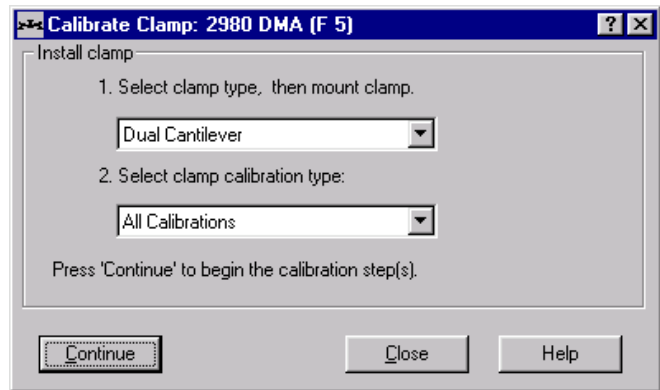 Calibrate Clamp: 2980 DMA (F 5)
Install clamp
1. Select clamp type, then mount clamp.
Dual Cantilever
2. Select clamp calibration type:
All Calibrations
Press 'Continue' to begin the calibration step(s).
Continue Close Help